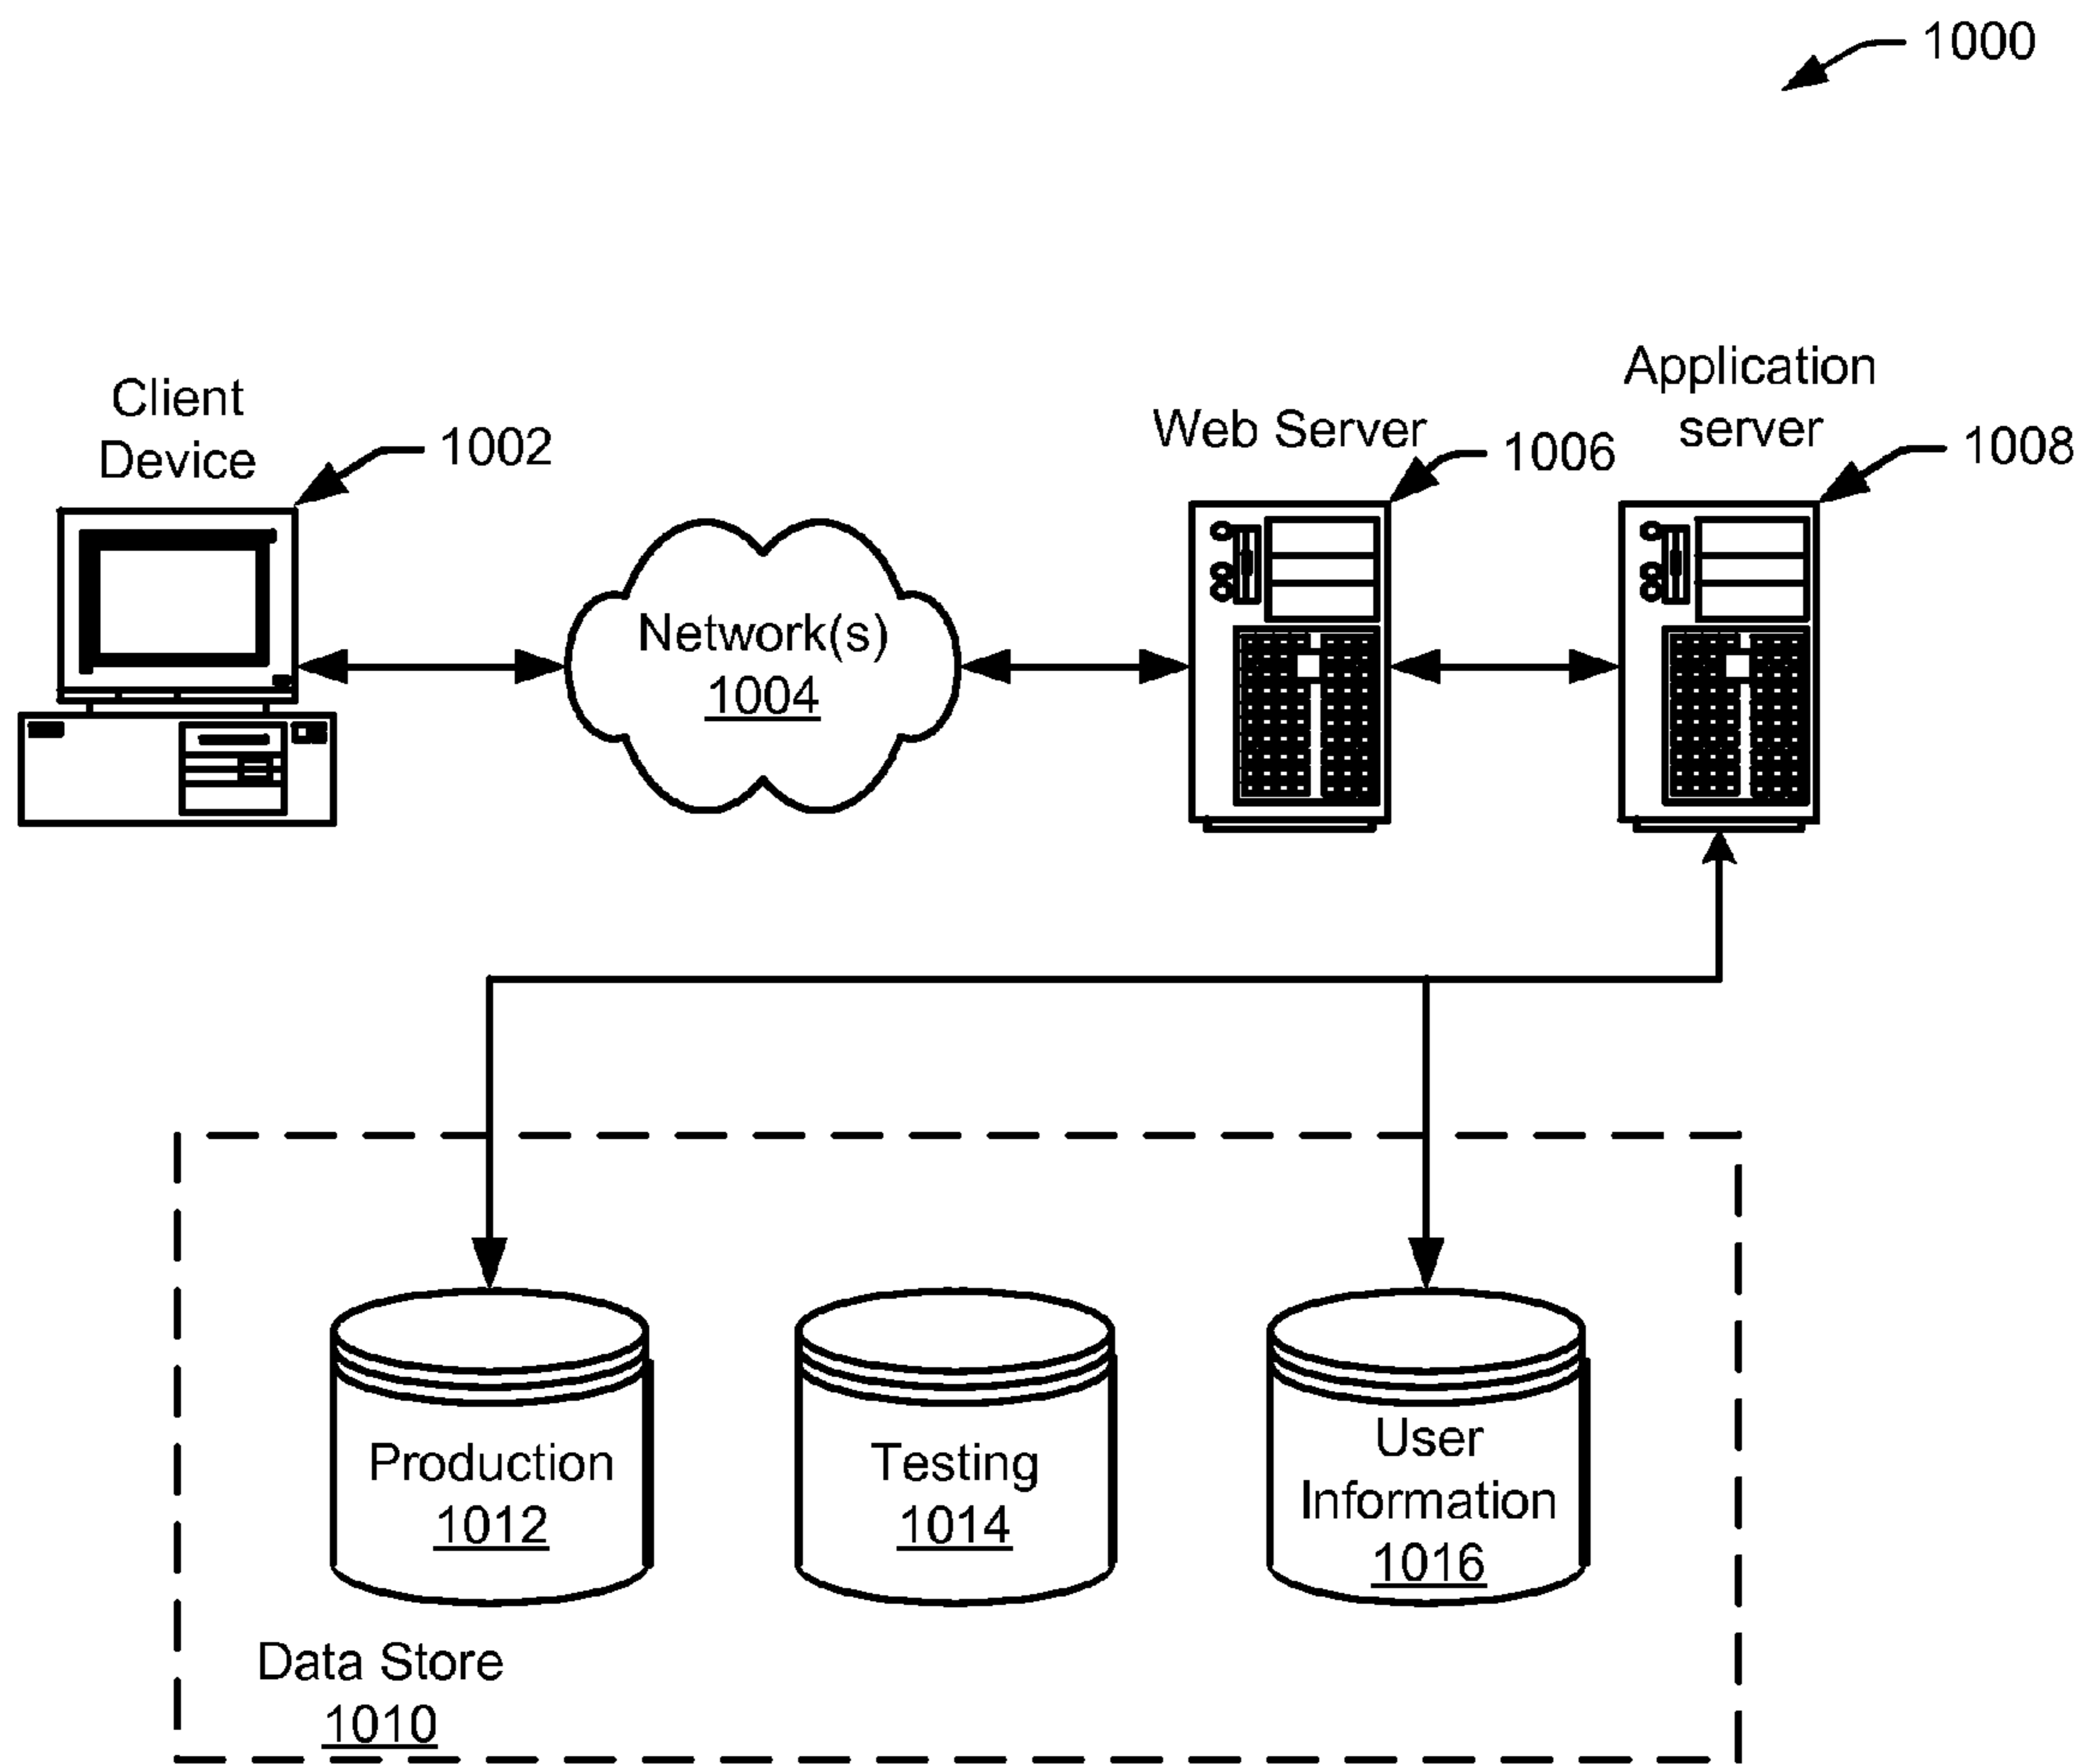 1000
Client
Device
1002
Network(s)
1004
Web Server
1006
Application
server
1008
Production
1012
Testing
1014
User
Information
1016
Data Store
1010